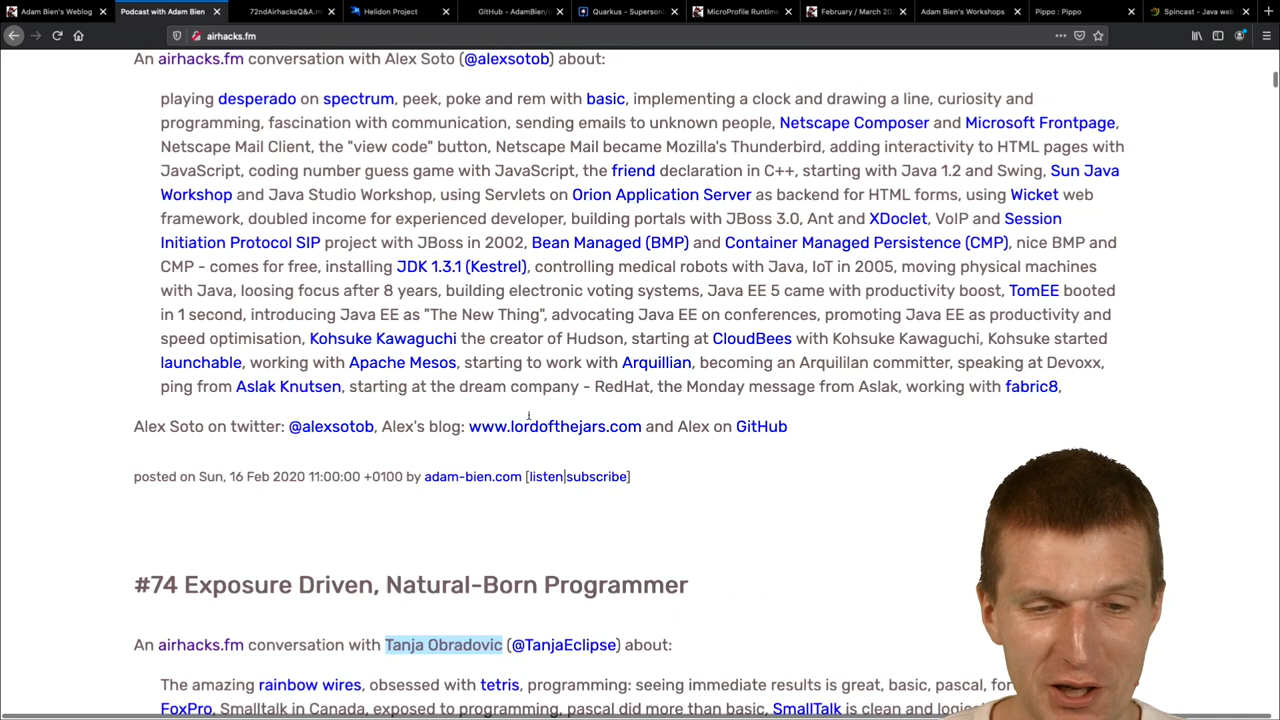 Adam Bien's Weblog
Podcast with Adam Bien
72ndAirhacksQ&A.m
Helidon Project
GitHub - AdamBien/
Quarkus - Supersonic
MicroProfile Runtime
February / March 202
Adam Bien's Workshops
Pippo : Pippo
Spincast - Java web
airhacks.fm
An airhacks.fm conversation with Alex Soto (@alexsotob) about:
playing desperado on spectrum, peek, poke and rem with basic, implementing a clock and drawing a line, curiosity and
programming, fascination with communication, sending emails to unknown people, Netscape Composer and Microsoft Frontpage,
Netscape Mail Client, the "view code" button, Netscape Mail became Mozilla's Thunderbird, adding interactivity to HTML pages with
JavaScript, coding number guess game with JavaScript, the friend declaration in C++, starting with Java 1.2 and Swing, Sun Java
Workshop and Java Studio Workshop, using Servlets on Orion Application Server as backend for HTML forms, using Wicket web
framework, doubled income for experienced developer, building portals with JBoss 3.0, Ant and XDoclet, VoIP and Session
Initiation Protocol SIP project with JBoss in 2002, Bean Managed (BMP) and Container Managed Persistence (CMP), nice BMP and
CMP - comes for free, installing JDK 1.3.1 (Kestrel), controlling medical robots with Java, IoT in 2005, moving physical machines
with Java, loosing focus after 8 years, building electronic voting systems, Java EE 5 came with productivity boost, TomEE booted
in 1 second, introducing Java EE as "The New Thing", advocating Java EE on conferences, promoting Java EE as productivity and
speed optimisation, Kohsuke Kawaguchi the creator of Hudson, starting at CloudBees with Kohsuke Kawaguchi, Kohsuke started
launchable, working with Apache Mesos, starting to work with Arquillian, becoming an Arquililan committer, speaking at Devoxx,
ping from Aslak Knutsen, starting at the dream company - RedHat, the Monday message from Aslak, working with fabric8,
Alex Soto on twitter: @alexsotob, Alex's blog: www.lordofthejars.com and Alex on GitHub
posted on Sun, 16 Feb 2020 11:00:00 +0100 by adam-bien.com [listen|subscribe]
#74 Exposure Driven, Natural-Born Programmer
An airhacks.fm conversation with Tanja Obradovic (@TanjaEclipse) about:
The amazing rainbow wires, obsessed with tetris, programming: seeing immediate results is great, basic, pascal, for
FoxPro, Smalltalk in Canada, exposed to programming, pascal did more than basic, SmallTalk is clean and logic